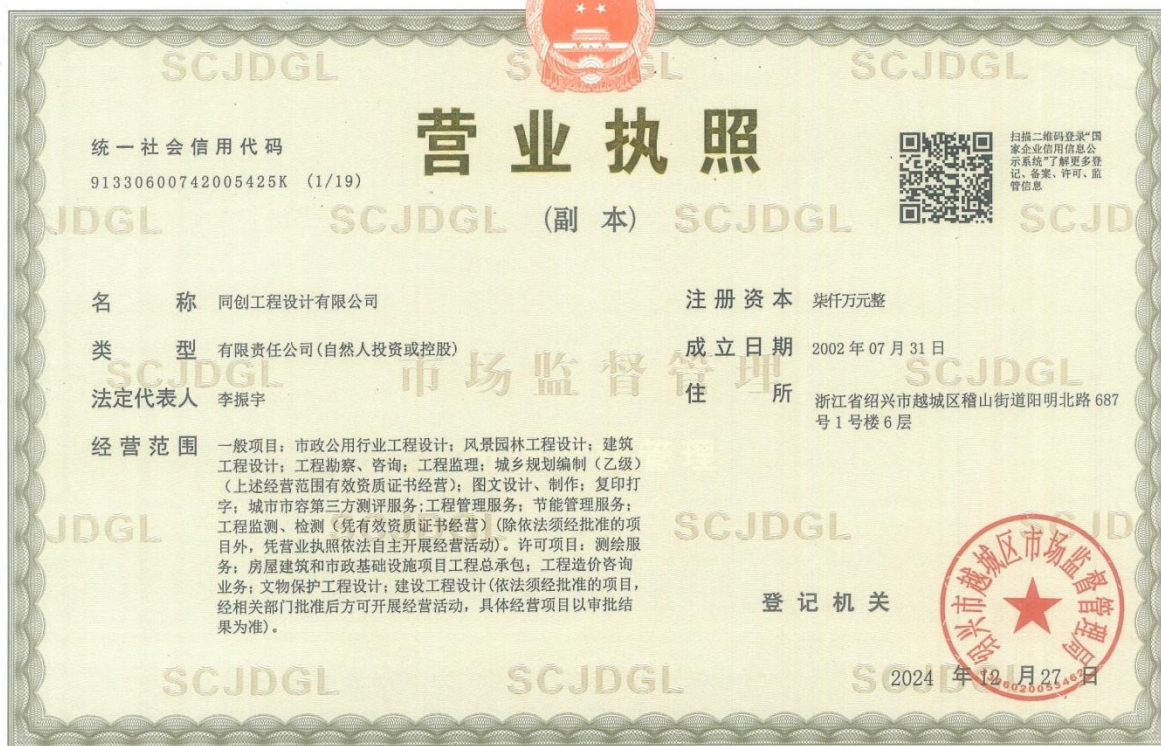 营业执照
(副 本)
统一社会信用代码
91330600742005425K (1/19)
扫描二维码登录“国
家企业信用信息公
示系统”了解更多登
记、备案、许可、监
管信息
名 称 同创工程设计有限公司
类 型 有限责任公司(自然人投资或控股)
法定代表人 李振宇
经营范围 一般项目：市政公用行业工程设计；风景园林工程设计；建筑
工程设计；工程勘察、咨询；工程监理；城乡规划编制（乙级）
（上述经营范围有效资质证书经营）；图文设计、制作；复印打
字；城市市容第三方测评服务；工程管理服务；节能管理服务；
工程监测、检测（凭有效资质证书经营）(除依法须经批准的项
目外，凭营业执照依法自主开展经营活动)。许可项目：测绘服
务；房屋建筑和市政基础设施项目工程总承包；工程造价咨询
业务；文物保护工程设计；建设工程设计(依法须经批准的项目，
经相关部门批准后方可开展经营活动，具体经营项目以审批结
果为准)。
注册资本 柒仟万元整
成立日期 2002年07月31日
住 所 浙江省绍兴市越城区稽山街道阳明北路687
号1号楼6层
登记机关
绍兴市越城区市场监督管理局
2024 年 12 月 27 日
SCJDGL
市场监督管理